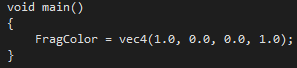 void main()
{
    FragColor = vec4(1.0, 0.0, 0.0, 1.0);
}